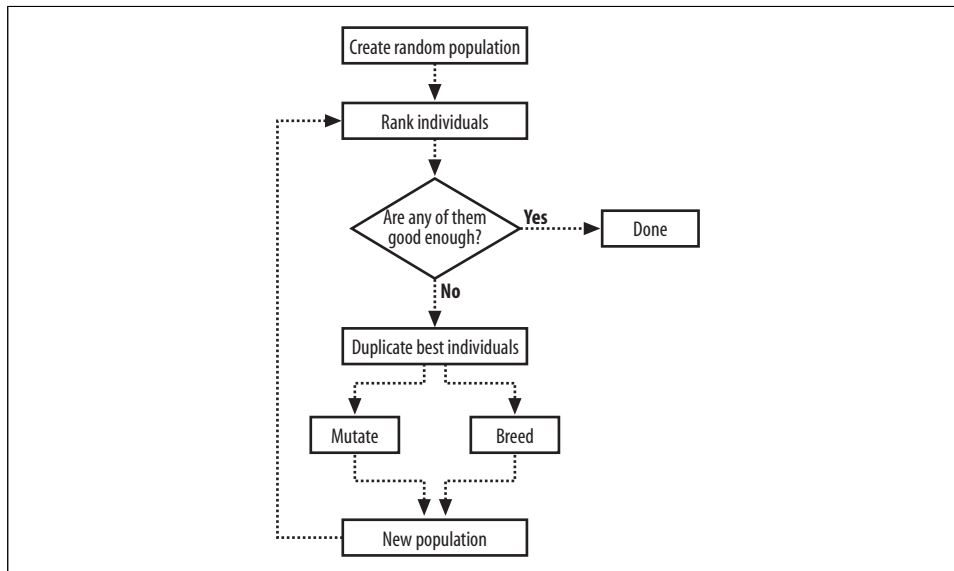 Create random population
Rank individuals
Are any of them
good enough?
Yes
Done
No
Duplicate best individuals
Mutate
Breed
New population